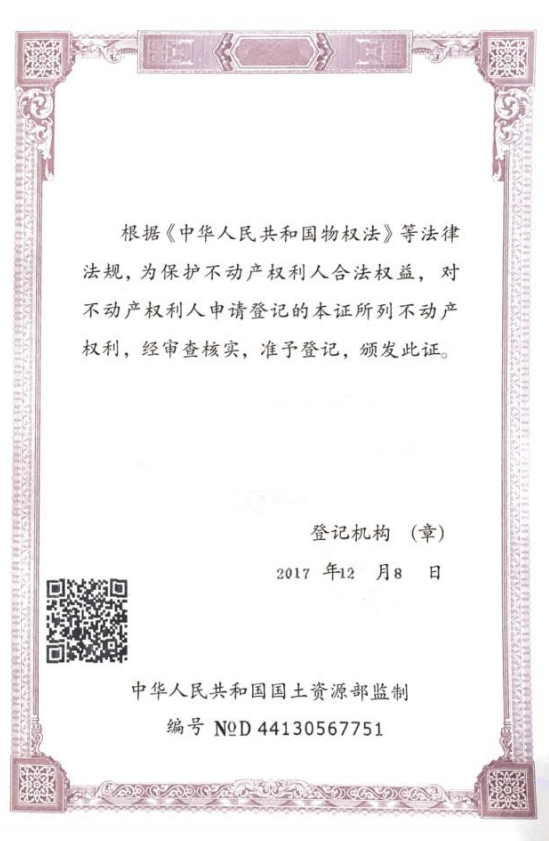 根据《中华人民共和国物权法》等法律
法规，为保护不动产权利人合法权益，对
不动产权利人申请登记的本证所列不动产
权利，经审查核实，准予登记，颁发此证。
登记机构 （章）
2017 年12 月8 日
中华人民共和国国土资源部监制
编号 №D 44130567751